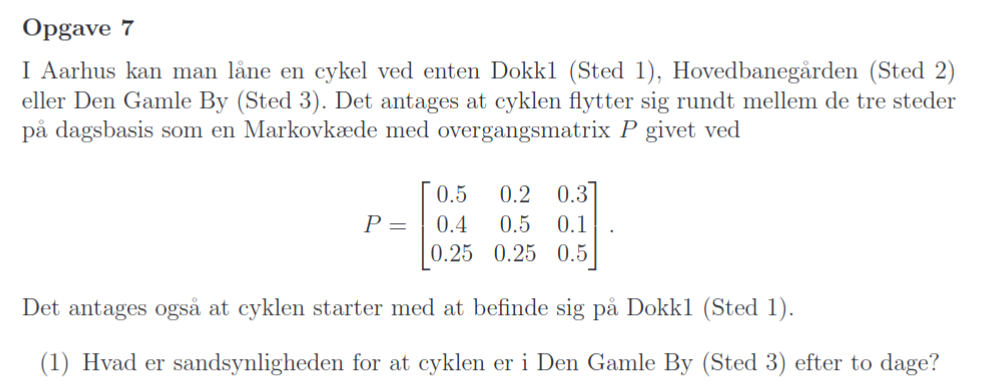 Opgave 7
I Aarhus kan man låne en cykel ved enten Dokk1 (Sted 1), Hovedbanegården (Sted 2)
eller Den Gamle By (Sted 3). Det antages at cyklen flytter sig rundt mellem de tre steder
på dagsbasis som en Markovkæde med overgangsmatrix P givet ved
0.5 0.2 0.3
P = 0.4 0.5 0.1 .
0.25 0.25 0.5
Det antages også at cyklen starter med at befinde sig på Dokk1 (Sted 1).
(1) Hvad er sandsynligheden for at cyklen er i Den Gamle By (Sted 3) efter to dage?